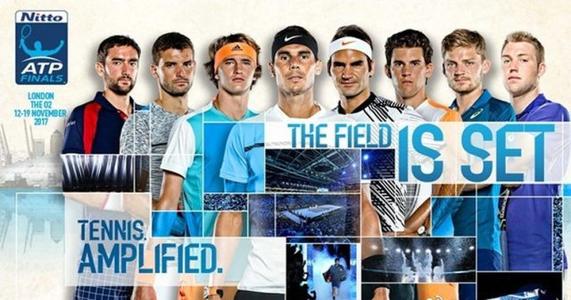 Nitto
ATP
FINALS
LONDON
THE O2
12-19 NOVEMBER
2017
THE FIELD IS SET
TENNIS.
AMPLIFIED.